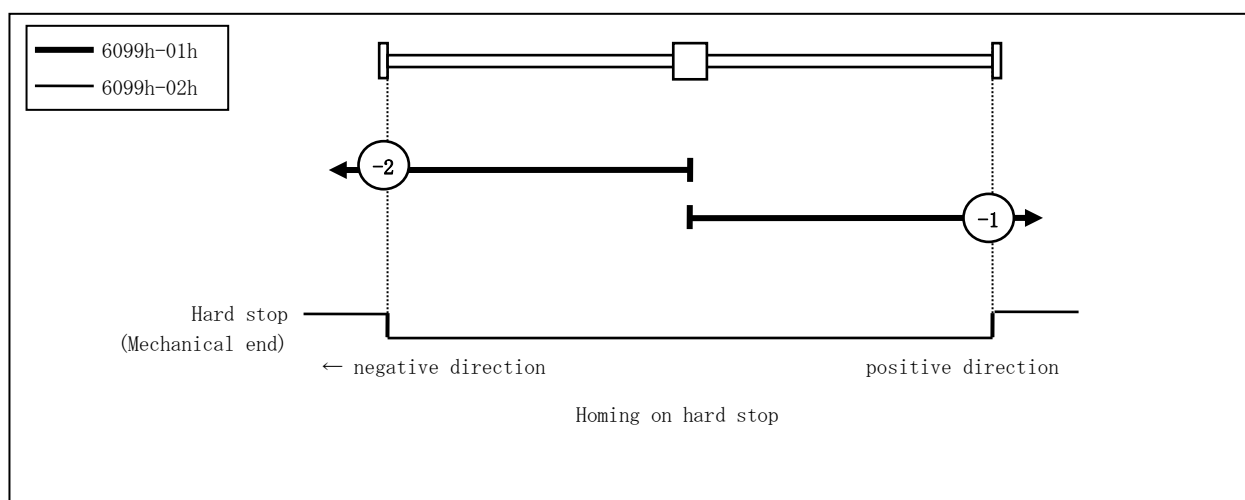 6099h-01h
6099h-02h
-2
-1
Hard stop
(Mechanical end)
← negative direction
positive direction
Homing on hard stop